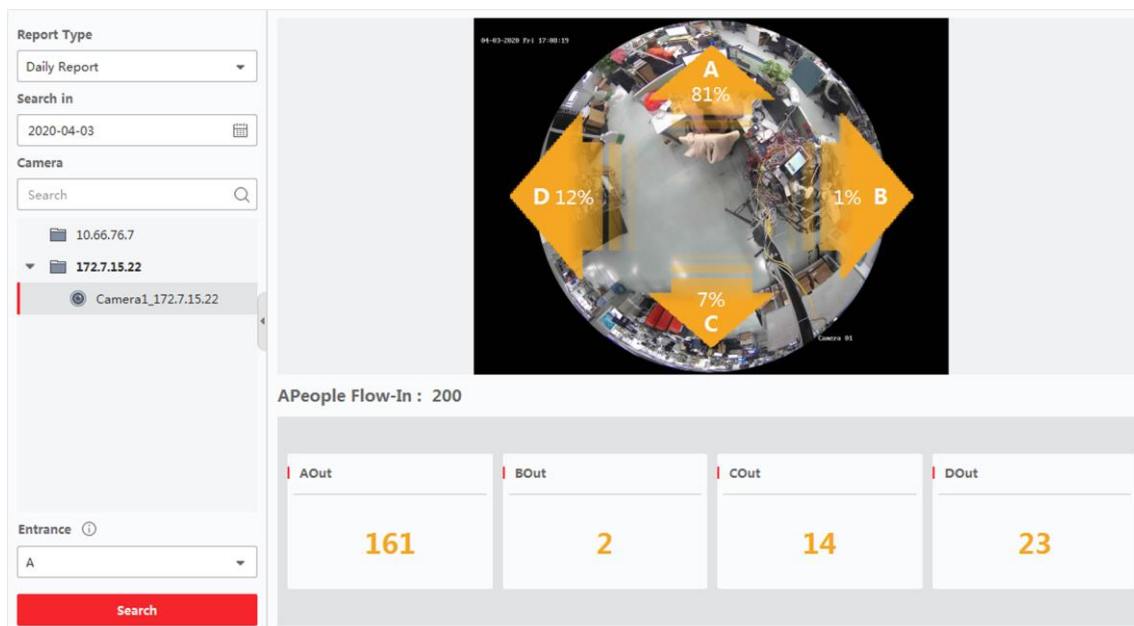 Report Type
Daily Report
Search in
2020-04-03
Camera
Search
10.66.76.7
172.7.15.22
Camera1_172.7.15.22
Entrance
A
Search
04-03-2020 Fri 17:08:19
A
81%
D 12%
1% B
7%
C
Camera 01
APeople Flow-In : 200
AOut
161
BOut
2
COut
14
DOut
23